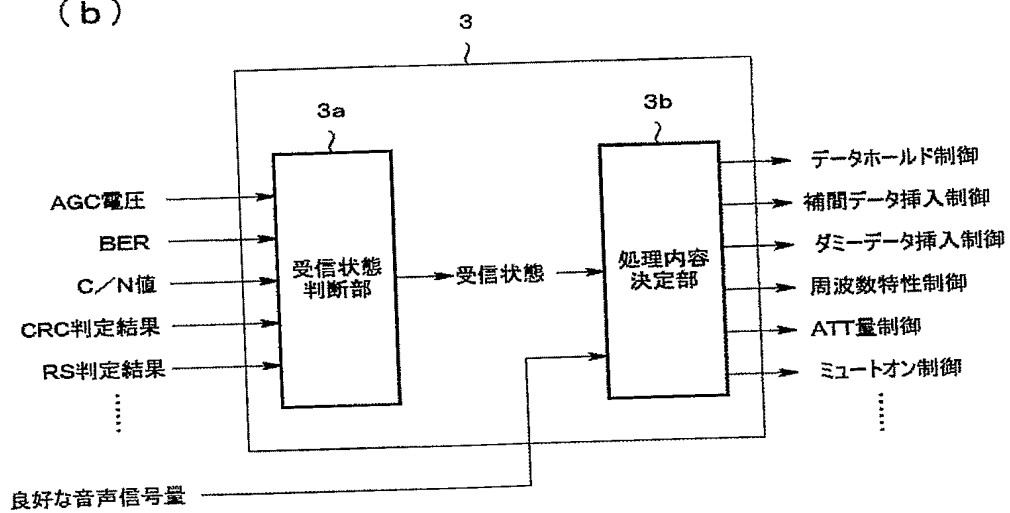 (b)
3
3a
3b
AGC電圧
BER
C／N値
CRC判定結果
RS判定結果
受信状態
判断部
受信状態
処理内容
決定部
データホールド制御
補間データ挿入制御
ダミーデータ挿入制御
周波数特性制御
ATT量制御
ミュートオン制御
良好な音声信号量